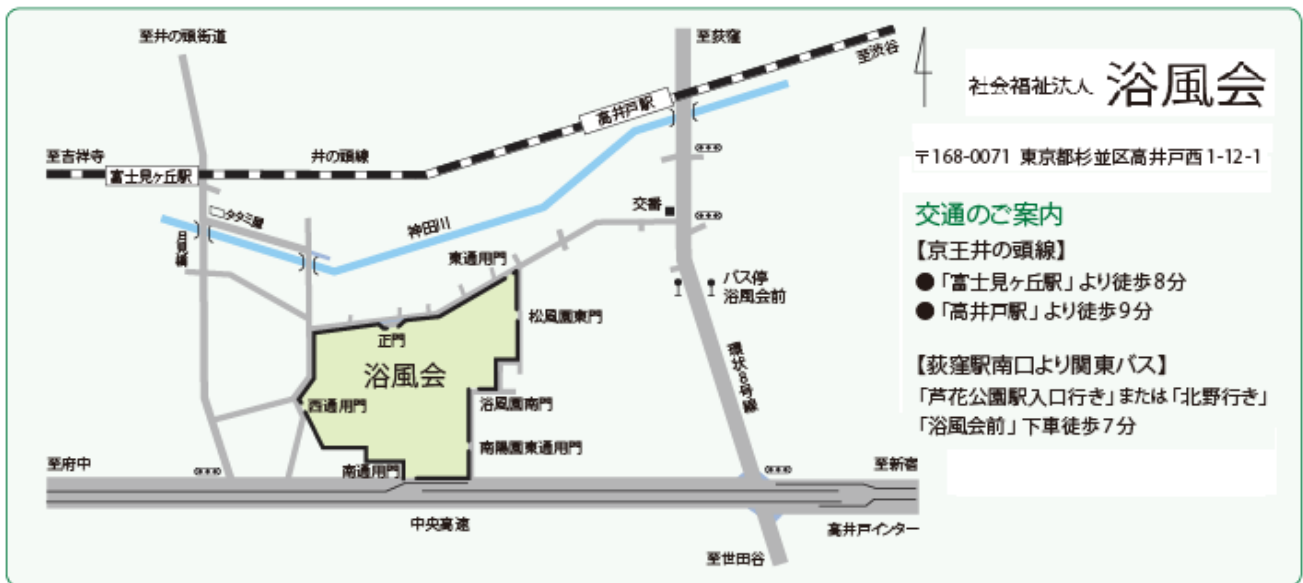 至井の頭街道
至荻窪
至渋谷
社会福祉法人 浴風会
高井戸駅
〒168-0071 東京都杉並区高井戸西1-12-1
至吉祥寺
井の頭線
富士見ヶ丘駅
交番
タタミ屋
神田川
月見橋
東通用門
バス停
浴風会前
松風園東門
正門
浴風会
環状8号線
西通用門
浴風園南門
南陽園東通用門
南通用門
至府中
至新宿
中央高速
高井戸インター
至世田谷
交通のご案内
【京王井の頭線】
●「富士見ヶ丘駅」より徒歩8分
●「高井戸駅」より徒歩9分
【荻窪駅南口より関東バス】
「芦花公園駅入口行き」または「北野行き」
「浴風会前」下車徒歩7分